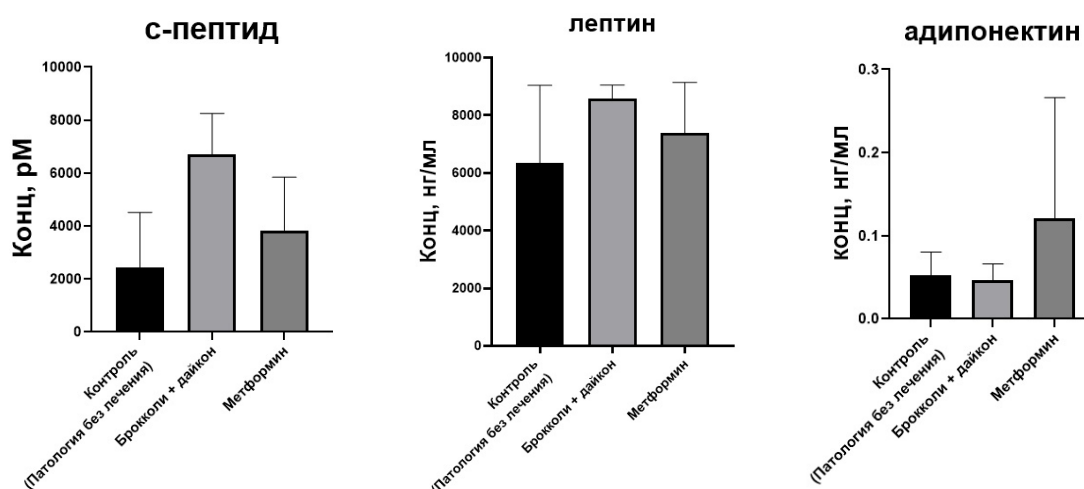 с-пептид
Конц, pM
10000
8000
6000
4000
2000
0
Контроль
(Патология без лечения)
Брокколи + дайкон
Метформин
лептин
Конц, нг/мл
10000
8000
6000
4000
2000
0
Контроль
(Патология без лечения)
Брокколи + дайкон
Метформин
адипонектин
конц, нг/мл
0.3
0.2
0.1
0.0
Контроль
(Патология без лечения)
Брокколи + дайкон
Метформин